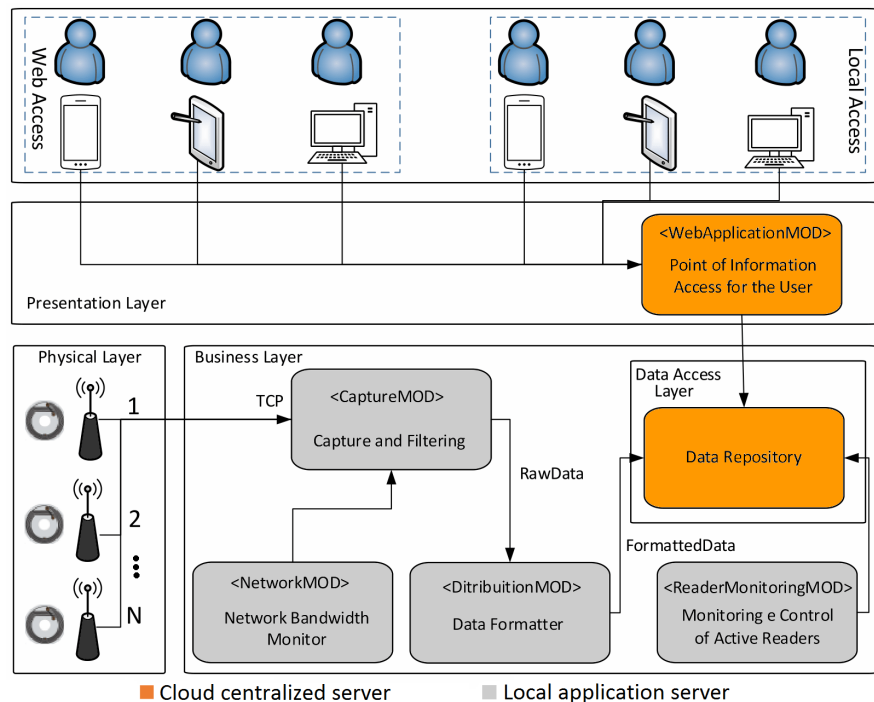 Web Access
Local Access
<WebApplicationMOD>
Point of Information
Access for the User
Presentation Layer
Physical Layer
1
2
N
Business Layer
TCP
<CaptureMOD>
Capture and Filtering
RawData
Data Access
Layer
Data Repository
FormattedData
<NetworkMOD>
Network Bandwidth
Monitor
<DitribuitionMOD>
Data Formatter
<ReaderMonitoringMOD>
Monitoring e Control
of Active Readers
Cloud centralized server
Local application server